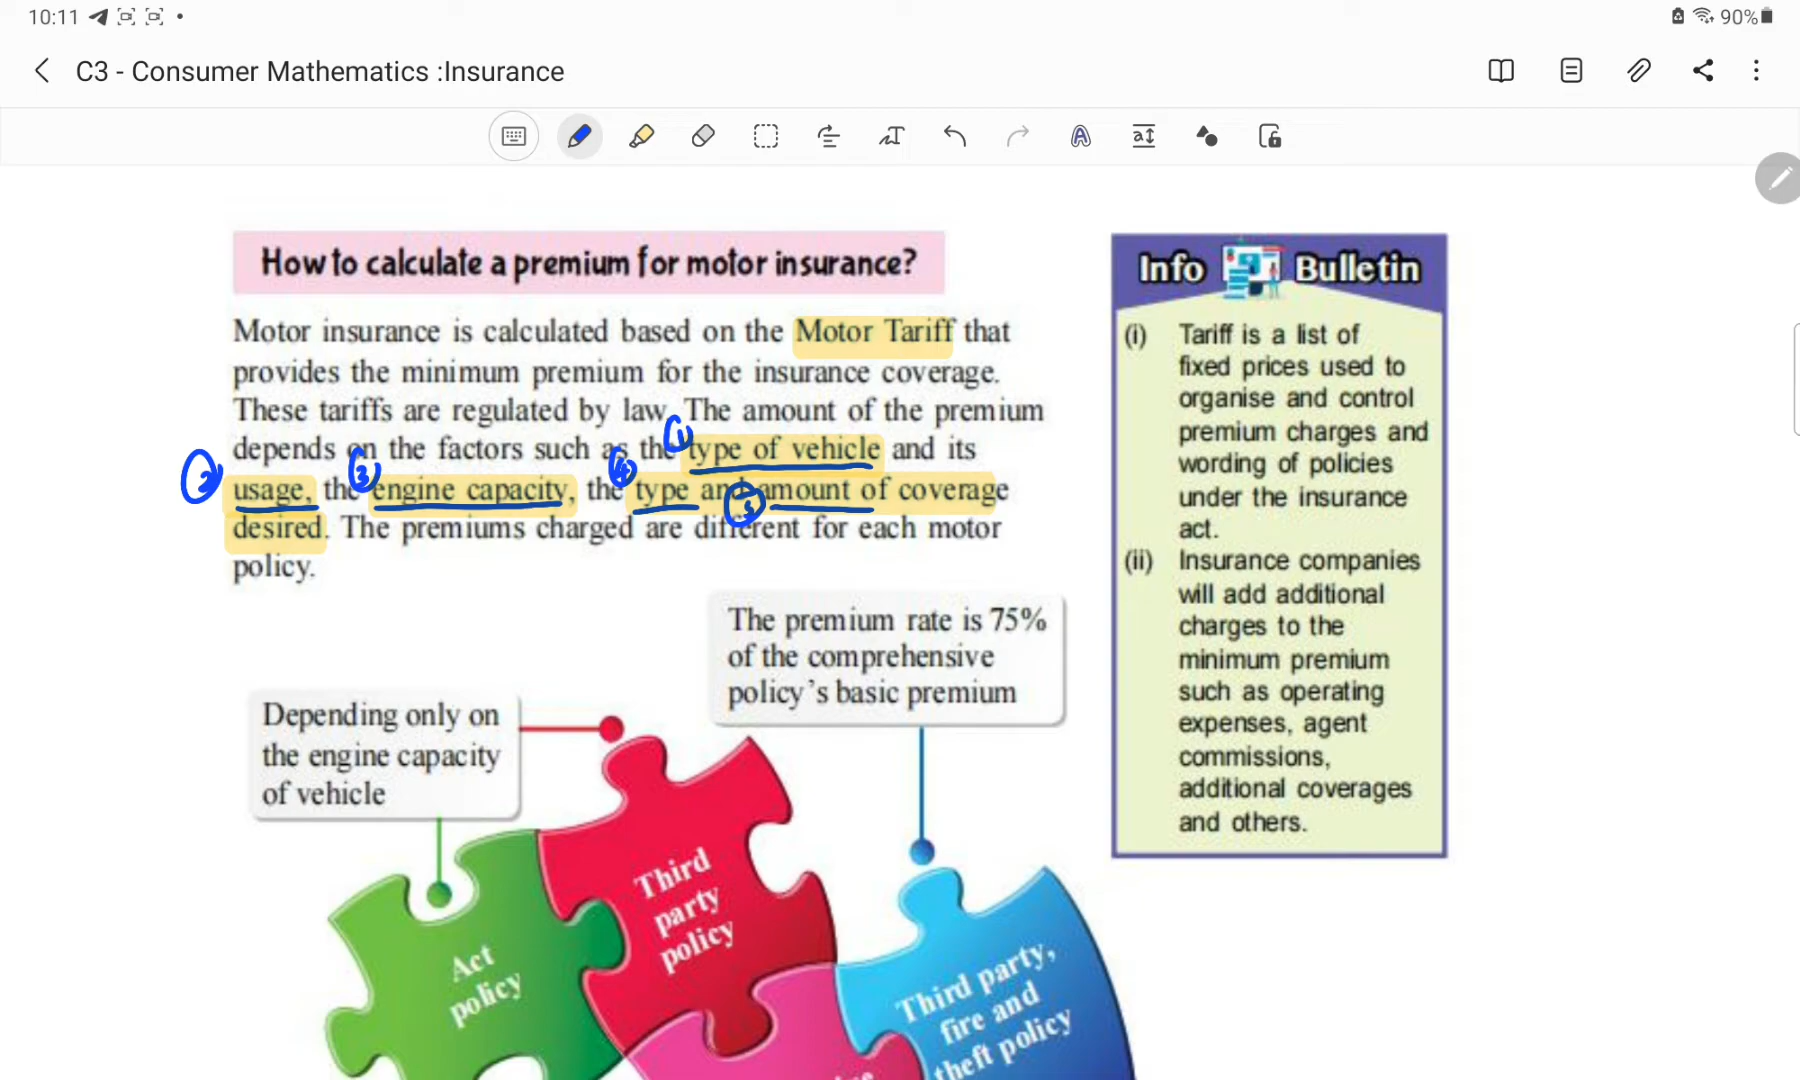 10:11
90%
C3 - Consumer Mathematics :Insurance
How to calculate a premium for motor insurance?
Motor insurance is calculated based on the Motor Tariff that
provides the minimum premium for the insurance coverage.
These tariffs are regulated by law. The amount of the premium
depends on the factors such as the type of vehicle and its
usage, the engine capacity, the type and amount of coverage
desired. The premiums charged are different for each motor
policy.
1
2
3
4
5
The premium rate is 75%
of the comprehensive
policy's basic premium
Depending only on
the engine capacity
of vehicle
Act
policy
Third
party
policy
Third party,
fire and
theft policy
Info Bulletin
(i) Tariff is a list of
fixed prices used to
organise and control
premium charges and
wording of policies
under the insurance
act.
(ii) Insurance companies
will add additional
charges to the
minimum premium
such as operating
expenses, agent
commissions,
additional coverages
and others.